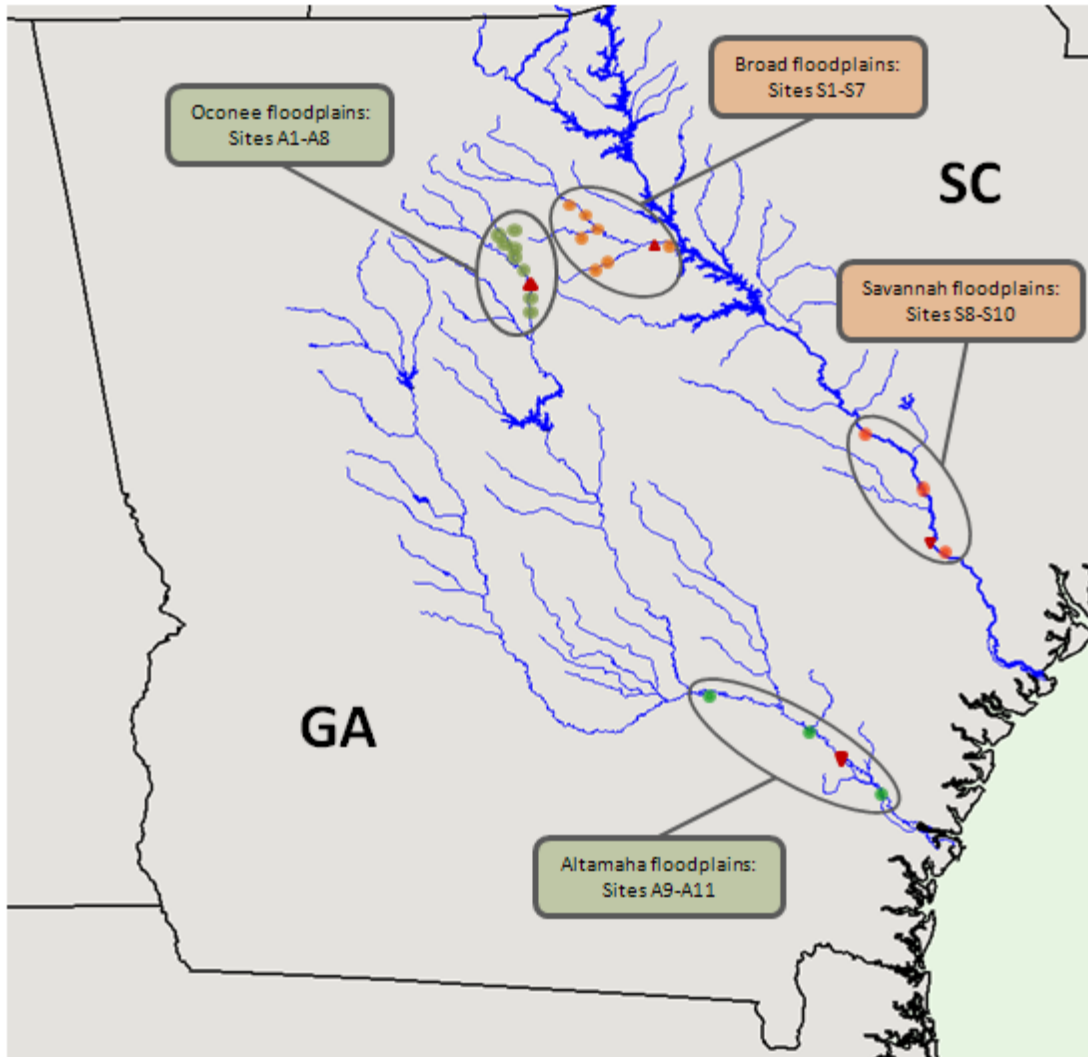 Broad floodplains:
Sites S1-S7
Oconee floodplains:
Sites A1-A8
SC
Savannah floodplains:
Sites S8-S10
GA
Altamaha floodplains:
Sites A9-A11